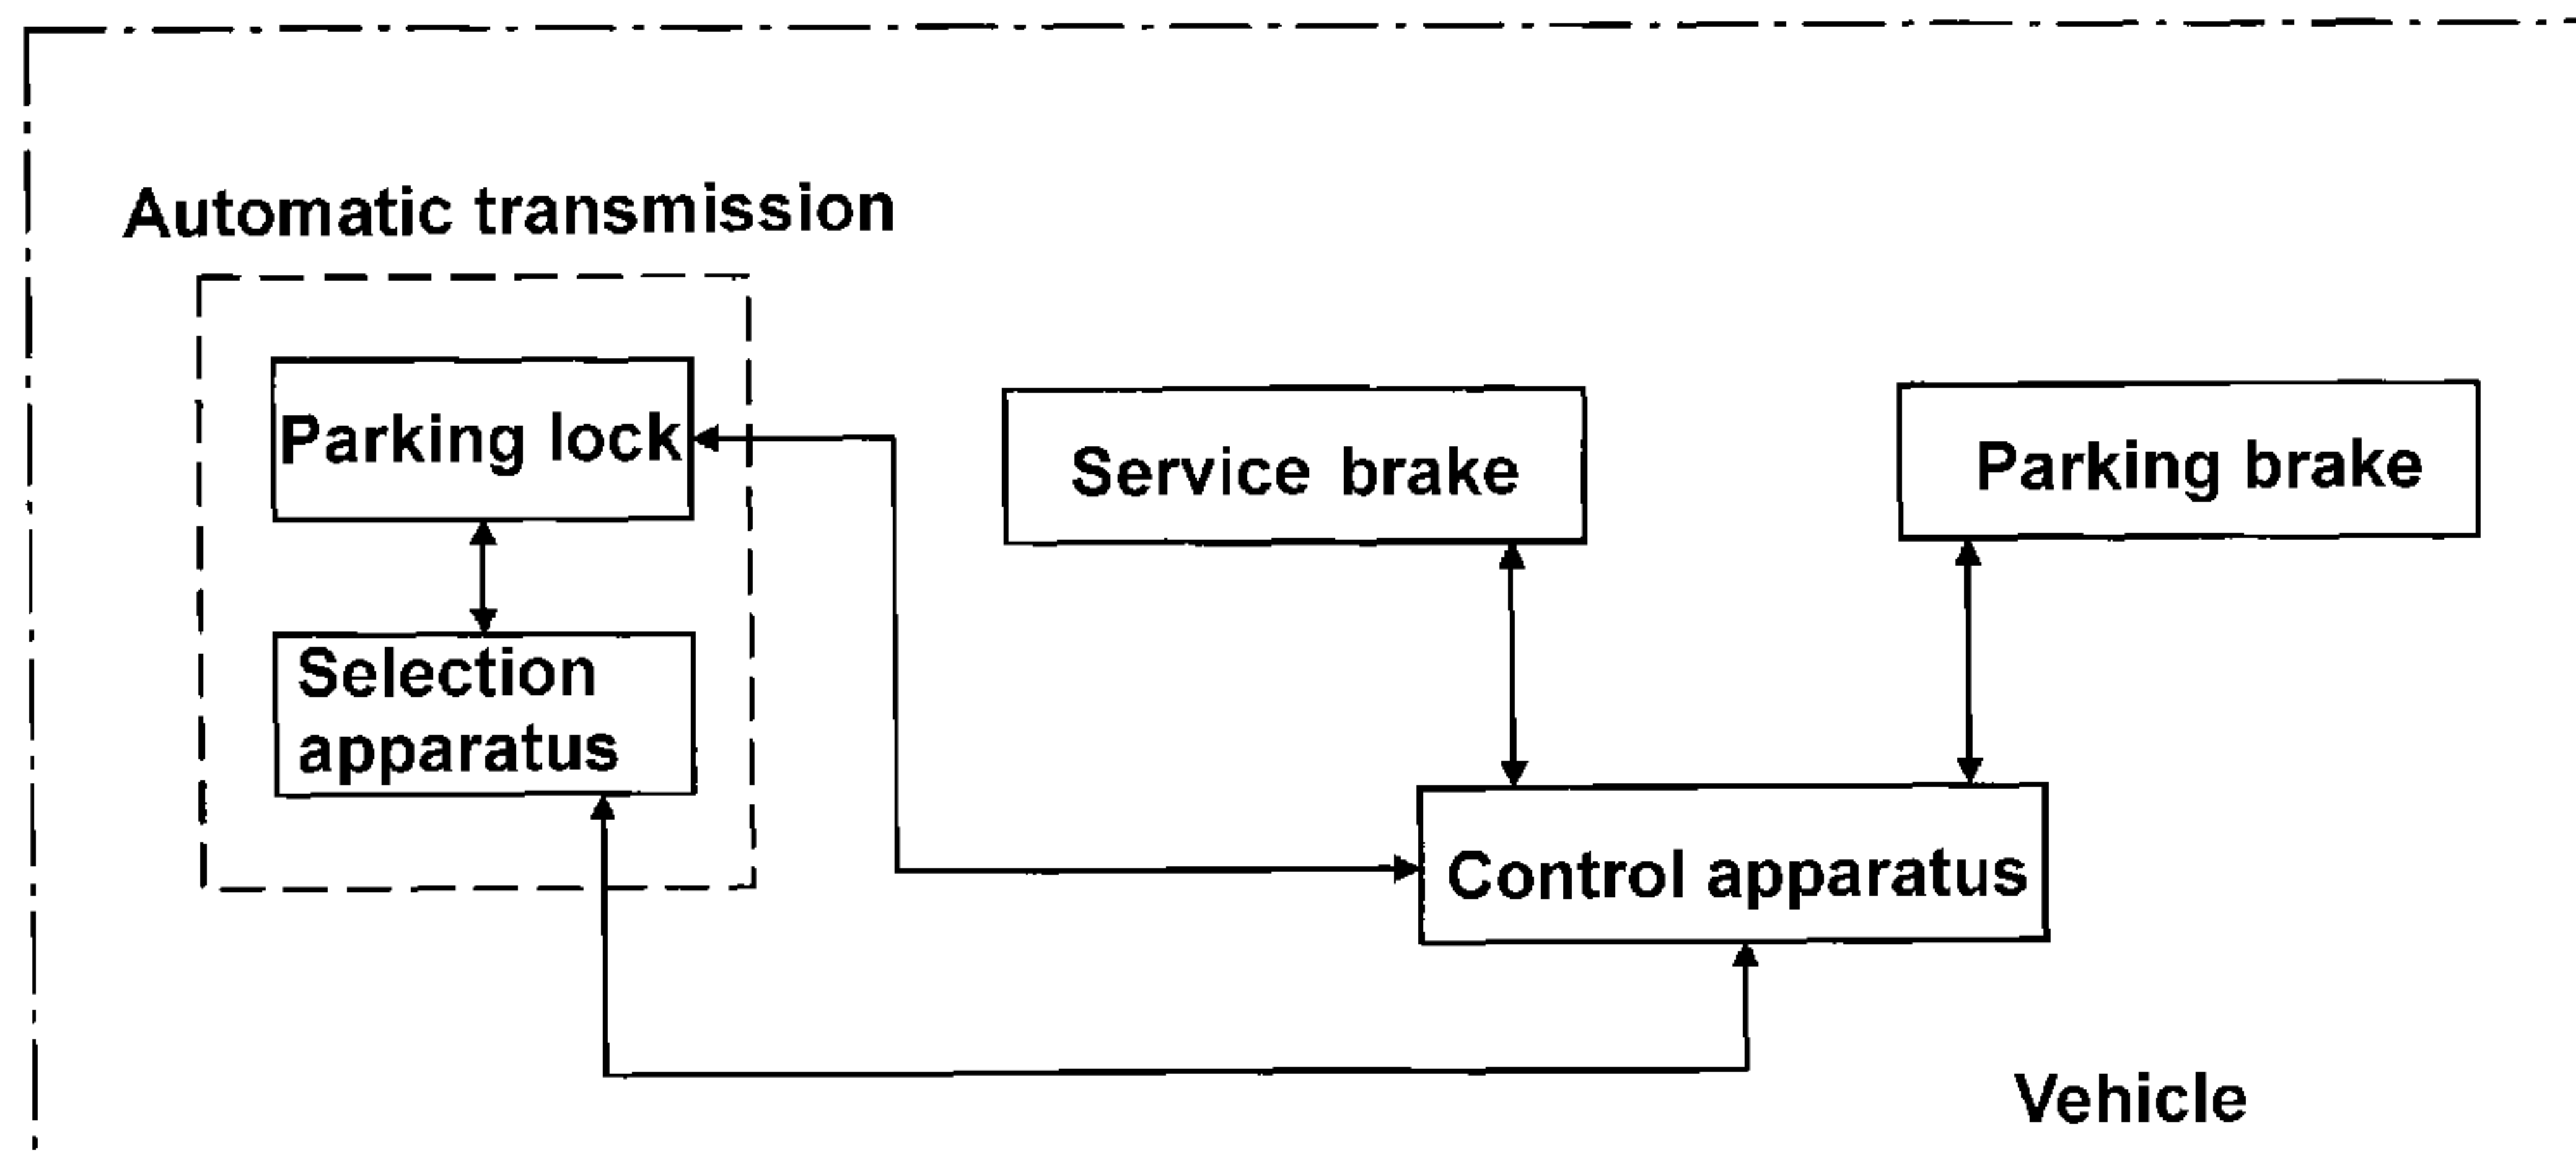 Automatic transmission
Parking lock
Service brake
Parking brake
Selection
apparatus
Control apparatus
Vehicle